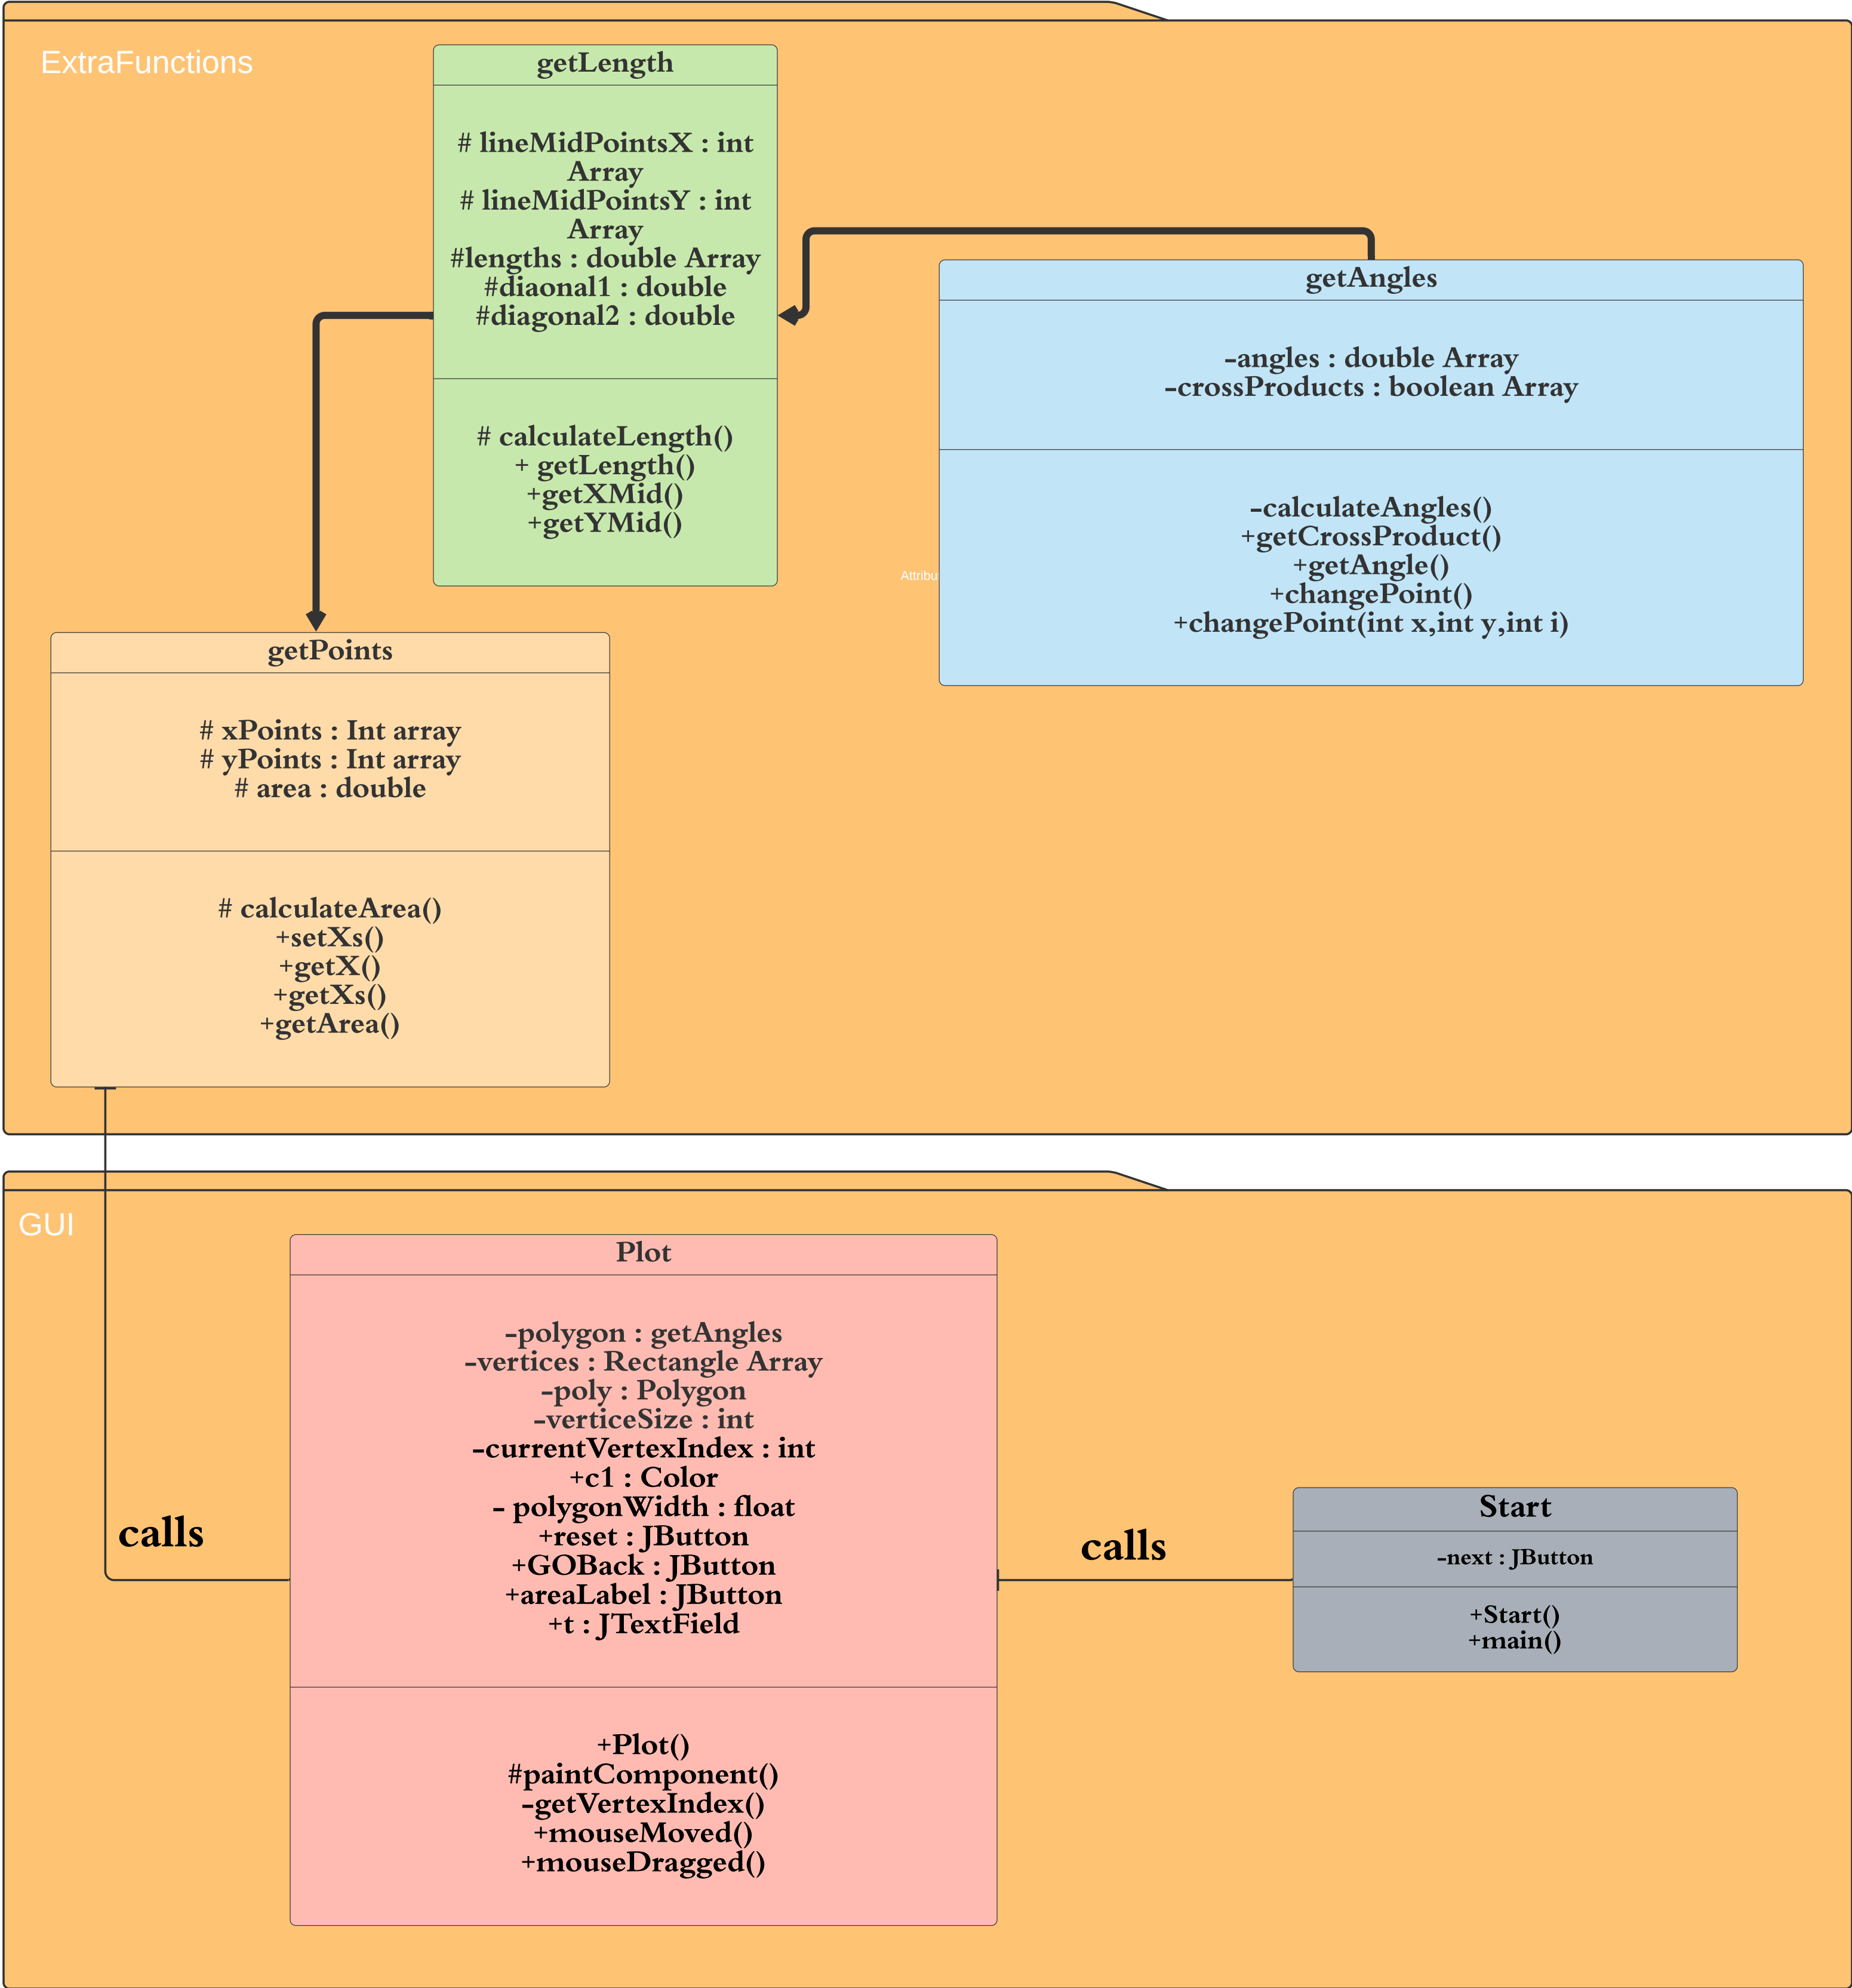 ExtraFunctions
getLength
# lineMidPointsX : int
Array
# lineMidPointsY : int
Array
#lengths : double Array
#diaonal1 : double
#diagonal2 : double
# calculateLength()
+ getLength()
+getXMid()
+getYMid()
getAngles
-angles : double Array
-crossProducts : boolean Array
-calculateAngles()
+getCrossProduct()
+getAngle()
+changePoint()
+changePoint(int x,int y,int i)
Attribu
getPoints
# xPoints : Int array
# yPoints : Int array
# area : double
# calculateArea()
+setXs()
+getX()
+getXs()
+getArea()
GUI
Plot
-polygon : getAngles
-vertices : Rectangle Array
-poly : Polygon
-verticeSize : int
-currentVertexIndex : int
+c1 : Color
- polygonWidth : float
+reset : JButton
+GOBack : JButton
+areaLabel : JButton
+t : JTextField
+Plot()
#paintComponent()
-getVertexIndex()
+mouseMoved()
+mouseDragged()
calls
calls
Start
-next : JButton
+Start()
+main()